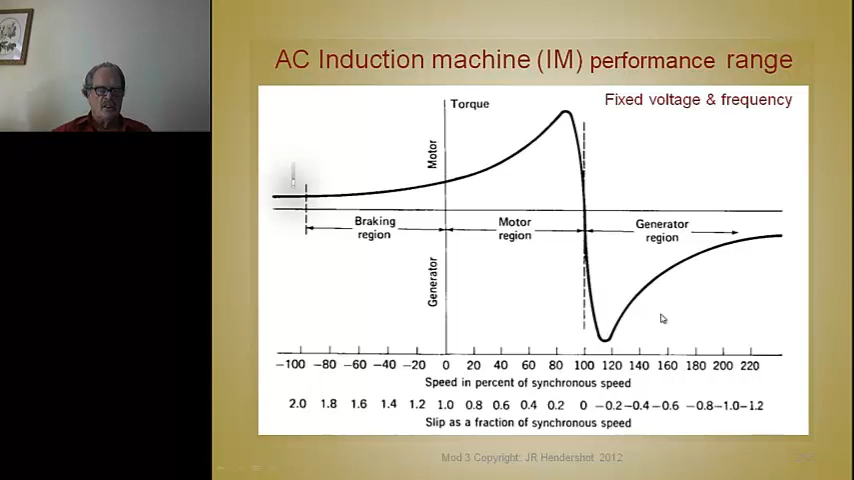 AC Induction machine (IM) performance range
Fixed voltage & frequency
Torque
Motor
Braking region
Motor region
Generator region
Generator
−100 −80 −60 −40 −20 0 20 40 60 80 100 120 140 160 180 200 220
Speed in percent of synchronous speed
2.0 1.8 1.6 1.4 1.2 1.0 0.8 0.6 0.4 0.2 0 −0.2 −0.4 −0.6 −0.8 −1.0 −1.2
Slip as a fraction of synchronous speed
Mod 3 Copyright: JR Hendershot 2012